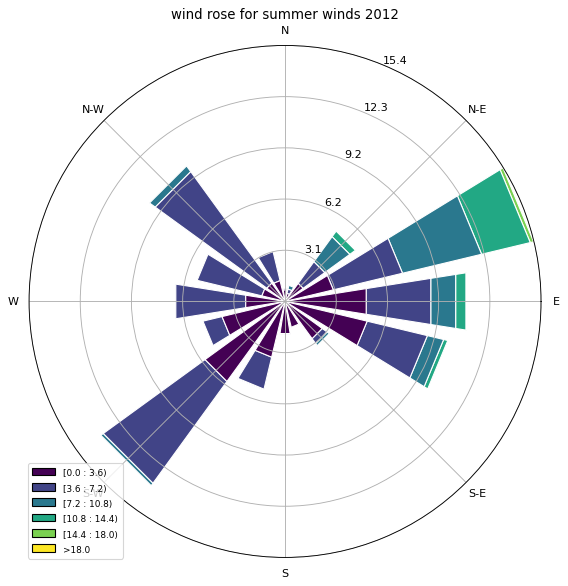 wind rose for summer winds 2012
N
15.4
12.3
N-W
N-E
9.2
6.2
3.1
W
E
[0.0 : 3.6)
[3.6 : 7.2)
[7.2 : 10.8)
[10.8 : 14.4)
[14.4 : 18.0)
>18.0
S-W
S-E
S